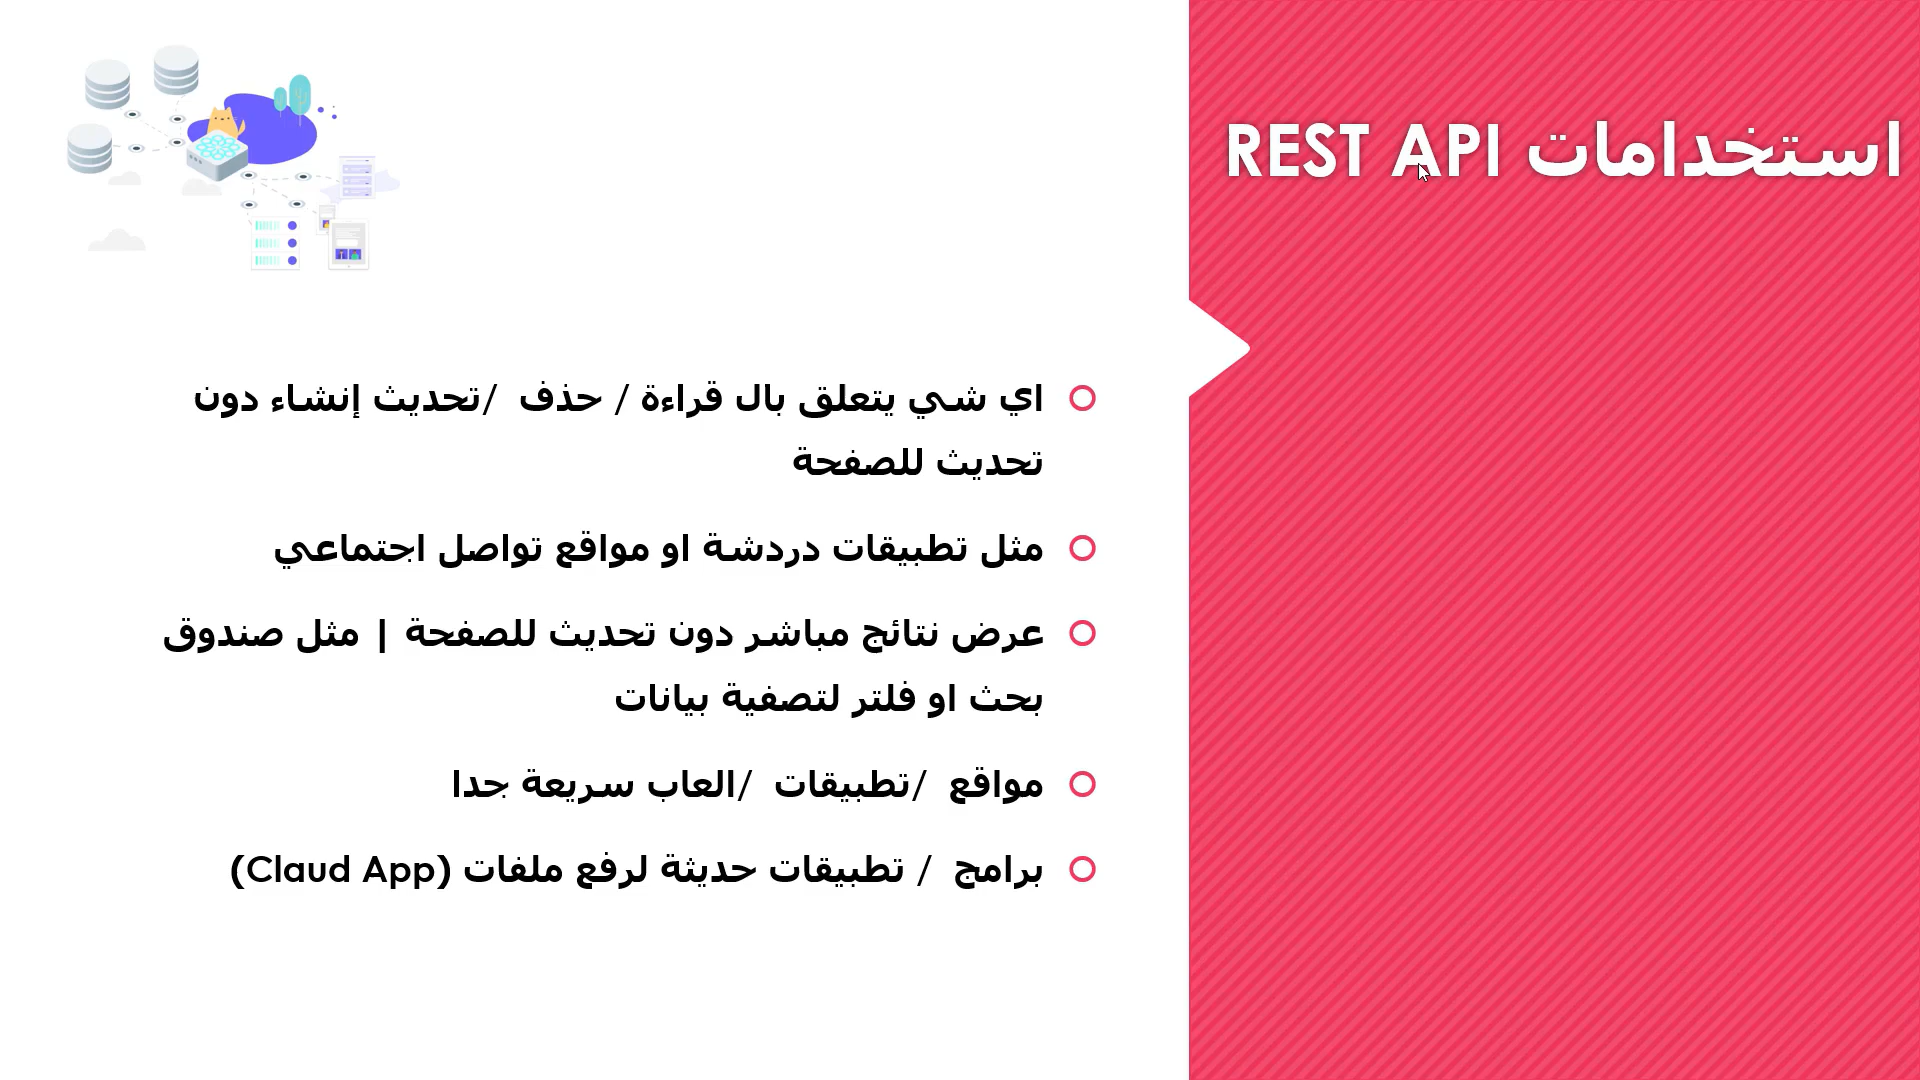 استخدامات REST API
اي شي يتعلق بال قراءة / حذف /تحديث إنشاء دون
تحديث للصفحة
مثل تطبيقات دردشة او مواقع تواصل اجتماعي
عرض نتائج مباشر دون تحديث للصفحة | مثل صندوق
بحث او فلتر لتصفية بيانات
مواقع /تطبيقات /العاب سريعة جدا
برامج / تطبيقات حديثة لرفع ملفات (Claud App)